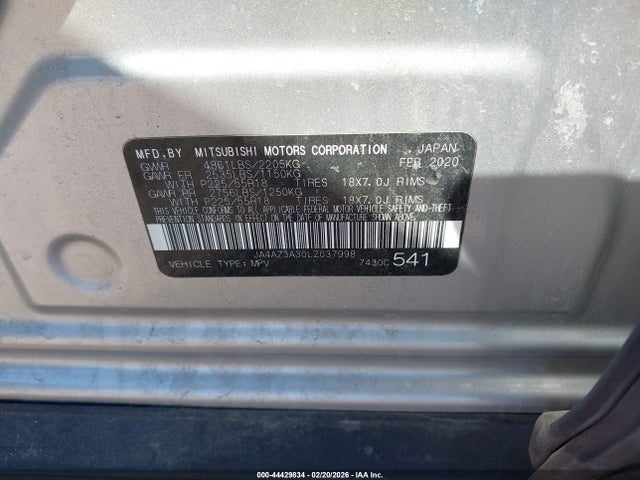 MFD.BY MITSUBISHI MOTORS CORPORATION JAPAN
GVWR 4861LBS/2205KG FEB 2020
GAWR FR 2535LBS/1150KG
WITH P225/55R18 TIRES 18X7.0J RIMS
GAWR RR 2756LBS/1250KG
WITH P225/55R18 TIRES 18X7.0J RIMS
THIS VEHICLE CONFORMS TO ALL APPLICABLE FEDERAL MOTOR VEHICLE SAFETY AND-THEFT
PREVENTION STANDARDS IN EFFECT ON THE DATE OF MANUFACTURE SHOWN ABOVE.
JA4AZ3A30LZ037998
VEHICLE TYPE: MPV 7430C 541
000-44429834 | 02/20/2026 - IAA Inc.